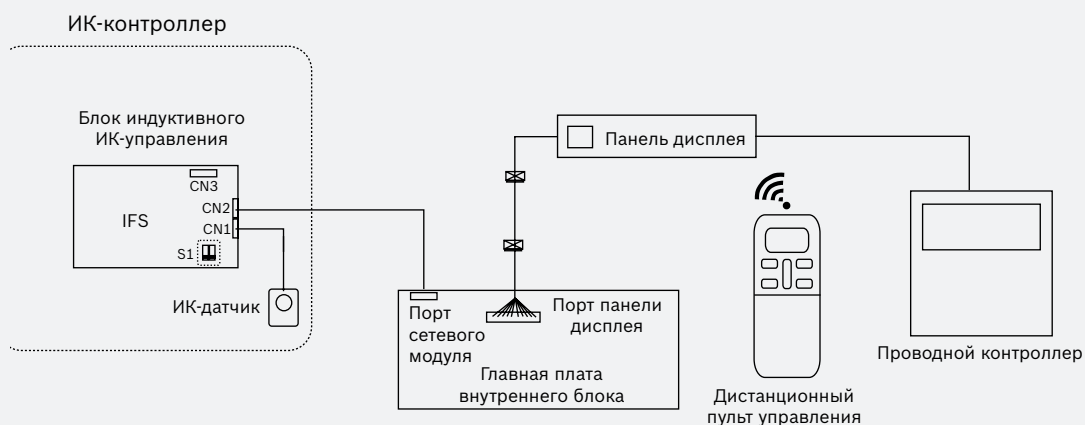 ИК-контроллер
Блок индуктивного
ИК-управления
CN3
IFS
CN2
CN1
S1
ИК-датчик
Панель дисплея
Порт
сетевого
модуля
Порт панели
дисплея
Главная плата
внутреннего блока
Дистанционный
пульт управления
Проводной контроллер